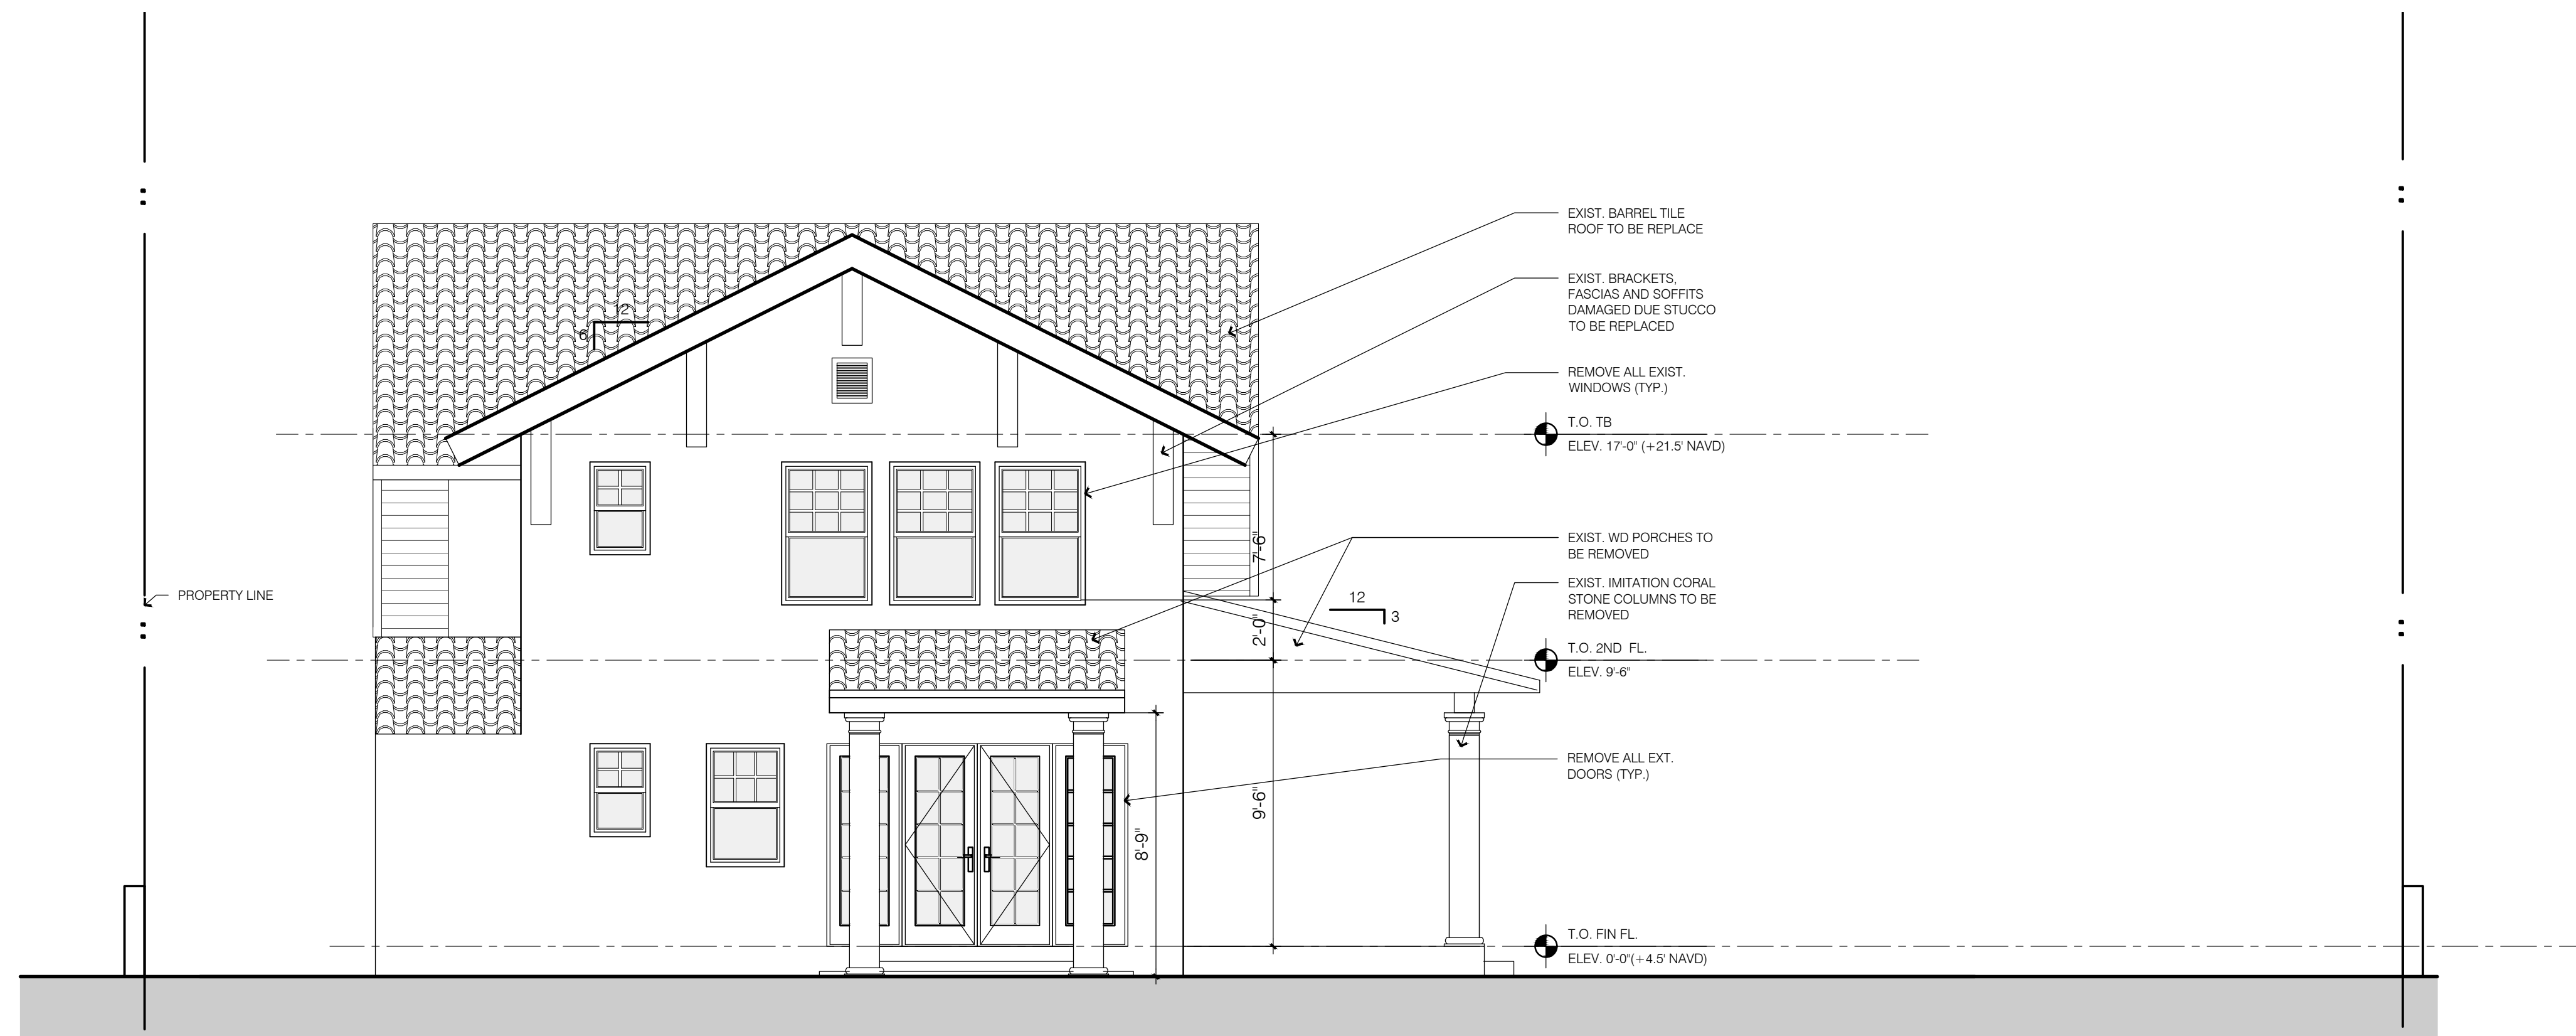 EXIST. BARREL TILE
ROOF TO BE REPLACE
EXIST. BRACKETS,
FASCIAS AND SOFFITS
DAMAGED DUE STUCCO
TO BE REPLACED
12
6
REMOVE ALL EXIST.
WINDOWS (TYP.)
T.O. TB
ELEV. 17'-0" (+21.5' NAVD)
7'-6"
EXIST. WD PORCHES TO
BE REMOVED
EXIST. IMITATION CORAL
STONE COLUMNS TO BE
REMOVED
PROPERTY LINE
12
3
2'-0"
T.O. 2ND FL.
ELEV. 9'-6"
REMOVE ALL EXT.
DOORS (TYP.)
9'-6"
8'-9"
T.O. FIN FL.
ELEV. 0'-0"(+4.5' NAVD)